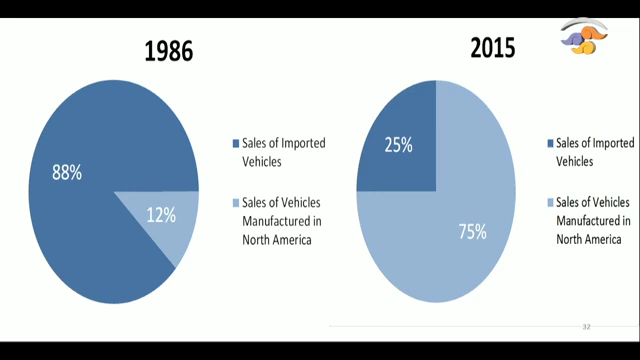 1986
88%
12%
Sales of Imported
Vehicles
Sales of Vehicles
Manufactured in
North America
2015
25%
75%
Sales of Imported
Vehicles
Sales of Vehicles
Manufactured in
North America
32